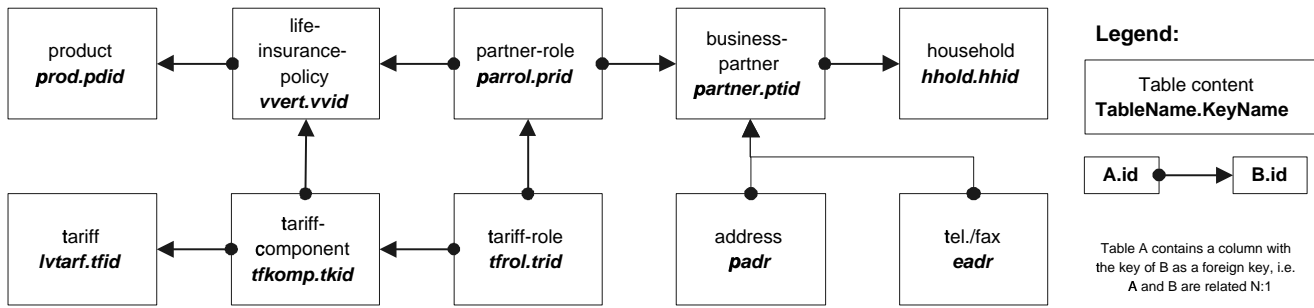 product
prod.pdid
life-
insurance-
policy
vvert.vvid
partner-role
parrol.prid
business-
partner
partner.ptid
household
hhold.hhid
tariff
lvtarf.tfid
tariff-
component
tfkomp.tkid
tariff-role
tfrol.trid
address
padr
tel./fax
eadr
Legend:
Table content
TableName.KeyName
A.id
B.id
Table A contains a column with
the key of B as a foreign key, i.e.
A and B are related N:1